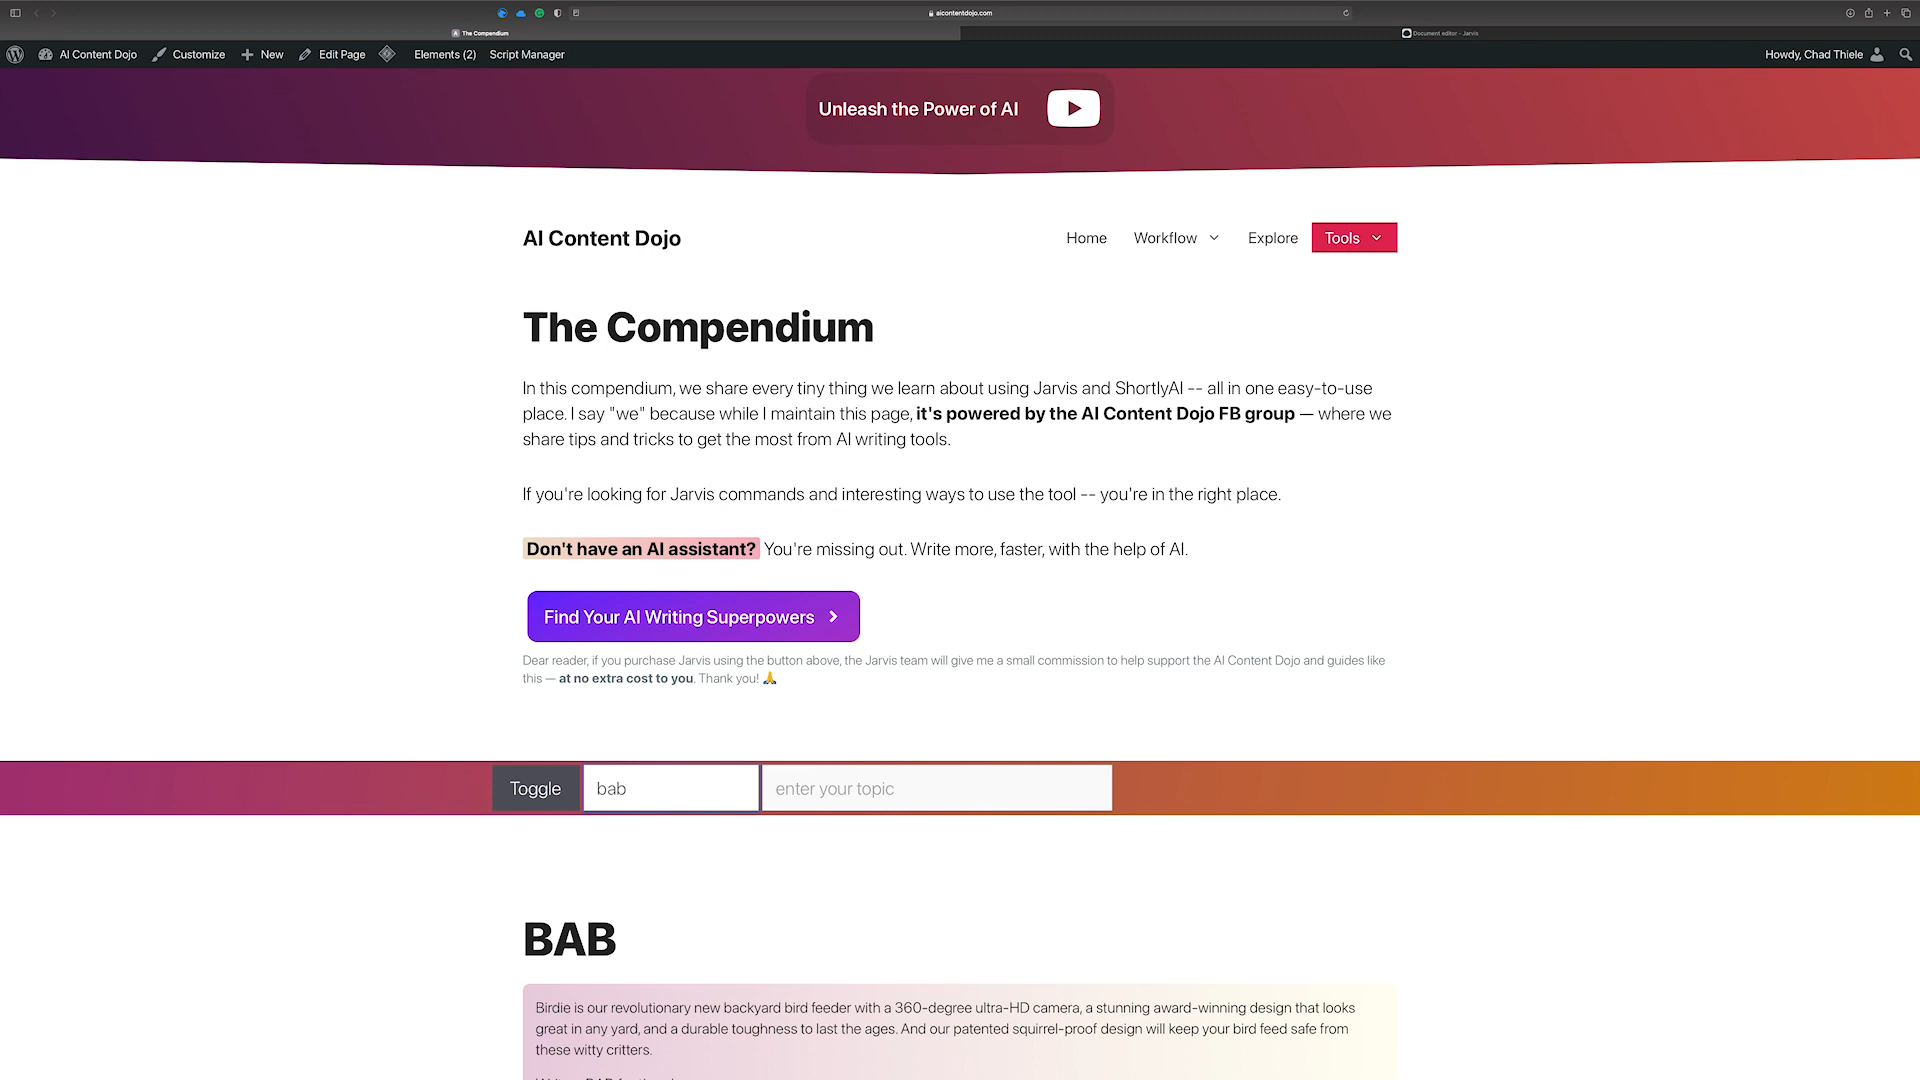 aicontentdojo.com
The Compendium
Document editor - Jarvis
AI Content Dojo Customize New Edit Page Elements (2) Script Manager Howdy, Chad Thiele
Unleash the Power of AI
AI Content Dojo
Home Workflow Explore Tools
The Compendium
In this compendium, we share every tiny thing we learn about using Jarvis and ShortlyAI -- all in one easy-to-use
place. I say "we" because while I maintain this page, it's powered by the AI Content Dojo FB group — where we
share tips and tricks to get the most from AI writing tools.
If you're looking for Jarvis commands and interesting ways to use the tool -- you're in the right place.
Don't have an AI assistant? You're missing out. Write more, faster, with the help of AI.
Find Your AI Writing Superpowers
Dear reader, if you purchase Jarvis using the button above, the Jarvis team will give me a small commission to help support the AI Content Dojo and guides like
this — at no extra cost to you. Thank you! 🙏
Toggle bab enter your topic
BAB
Birdie is our revolutionary new backyard bird feeder with a 360-degree ultra-HD camera, a stunning award-winning design that looks
great in any yard, and a durable toughness to last the ages. And our patented squirrel-proof design will keep your bird feed safe from
these witty critters.